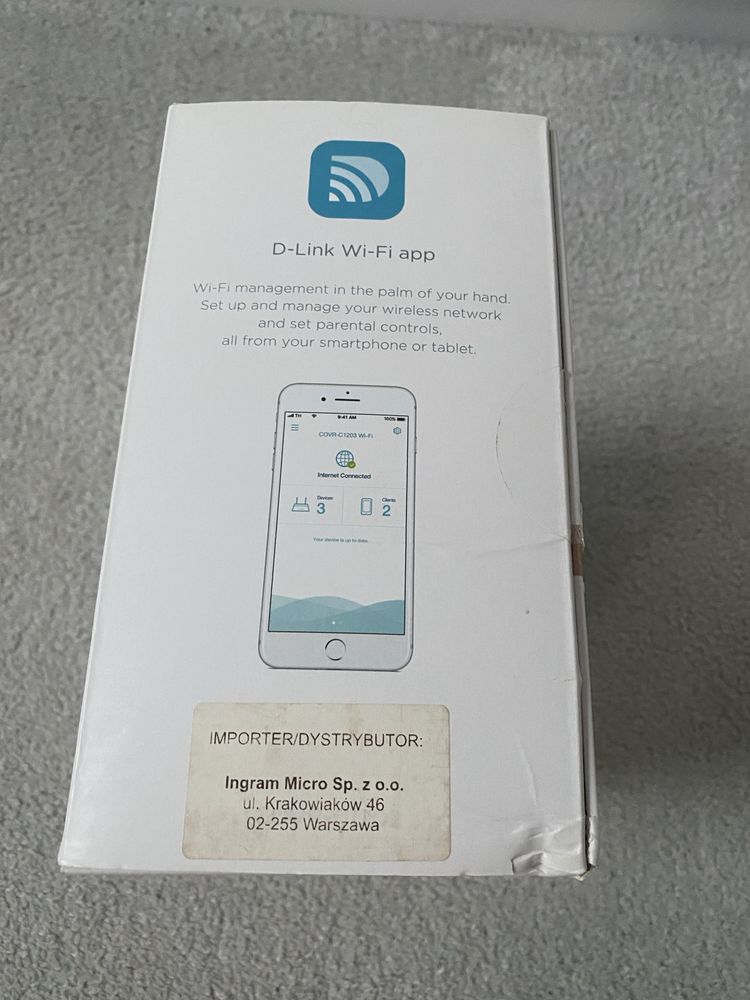 D-Link Wi-Fi app
Wi-Fi management in the palm of your hand.
Set up and manage your wireless network
and set parental controls,
all from your smartphone or tablet.
TH 9:41 AM 100%
COVR-C1203 Wi-Fi
Internet Connected
Devices
3
Clients
2
Your device is up to date.
IMPORTER/DYSTRYBUTOR:
Ingram Micro Sp. z o.o.
ul. Krakowiaków 46
02-255 Warszawa